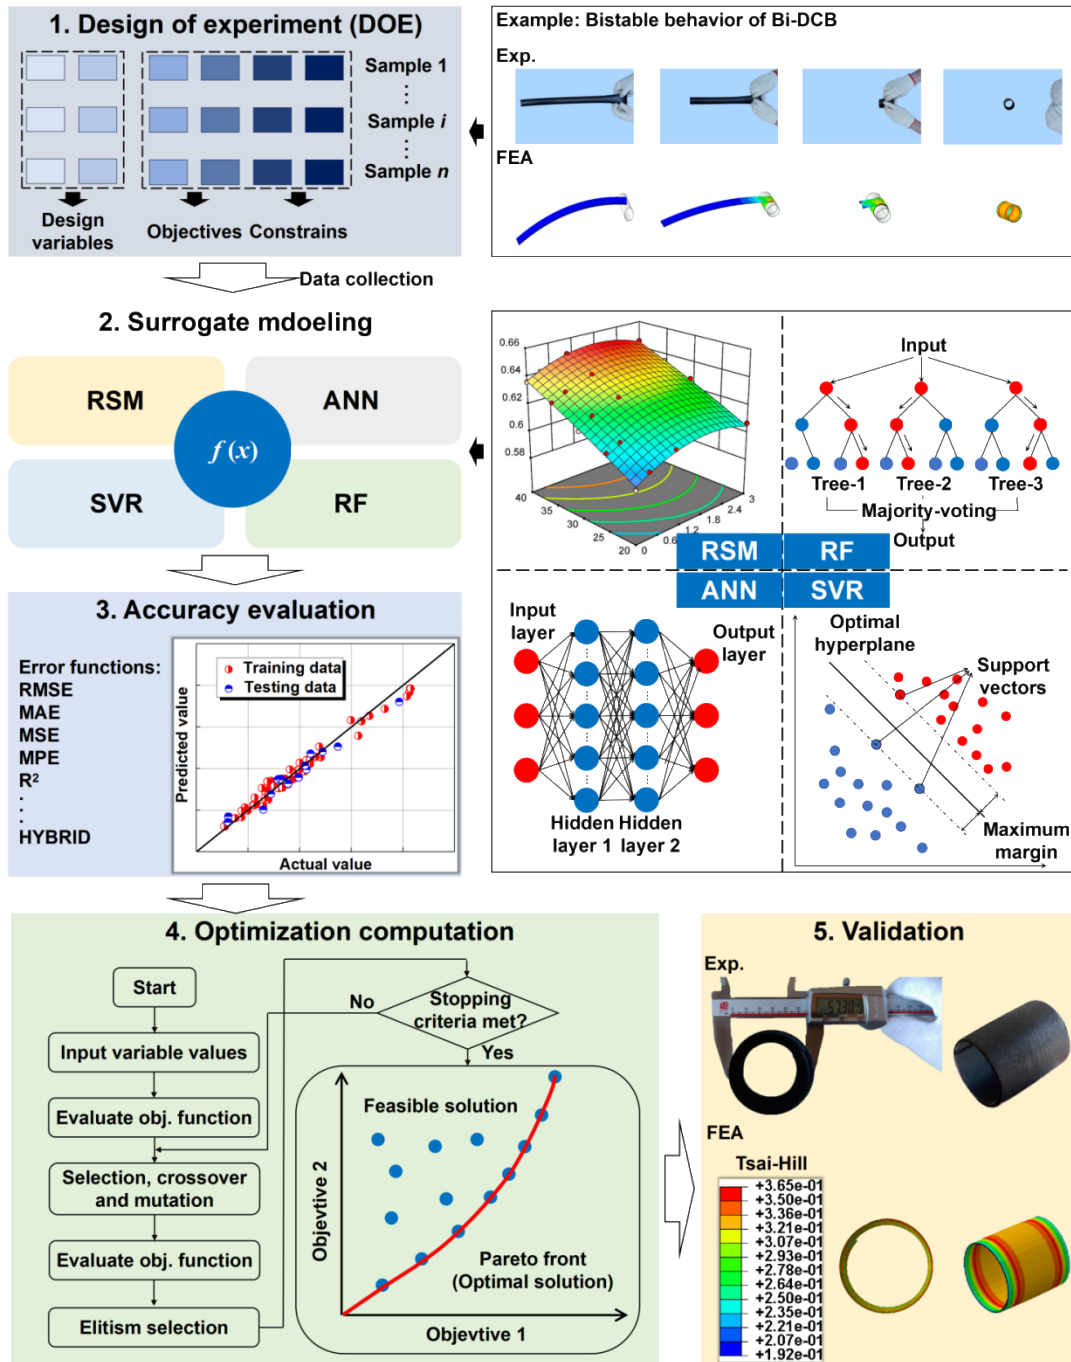 1. Design of experiment (DOE)
Sample 1
Sample i
Sample n
Design
variables
Objectives
Constrains
Example: Bistable behavior of Bi-DCB
Exp.
FEA
Data collection
2. Surrogate mdoeling
RSM
ANN
f (x)
SVR
RF
0.66
0.64
0.62
0.6
0.58
40
35
30
25
20
0
0.6
1.2
1.8
2.4
3
RSM
Input
Tree-1
Tree-2
Tree-3
Majority-voting
Output
RF
ANN
Input
layer
Output
layer
Hidden
layer 1
Hidden
layer 2
SVR
Optimal
hyperplane
Support
vectors
Maximum
margin
3. Accuracy evaluation
Error functions:
RMSE
MAE
MSE
MPE
R²
.
.
.
HYBRID
Training data
Testing data
Predicted value
Actual value
4. Optimization computation
Start
Input variable values
Evaluate obj. function
Selection, crossover
and mutation
Evaluate obj. function
Elitism selection
No
Stopping
criteria met?
Yes
Feasible solution
Pareto front
(Optimal solution)
Objevtive 2
Objevtive 1
5. Validation
Exp.
FEA
Tsai-Hill
+3.65e-01
+3.50e-01
+3.36e-01
+3.21e-01
+3.07e-01
+2.93e-01
+2.78e-01
+2.64e-01
+2.50e-01
+2.35e-01
+2.21e-01
+2.07e-01
+1.92e-01